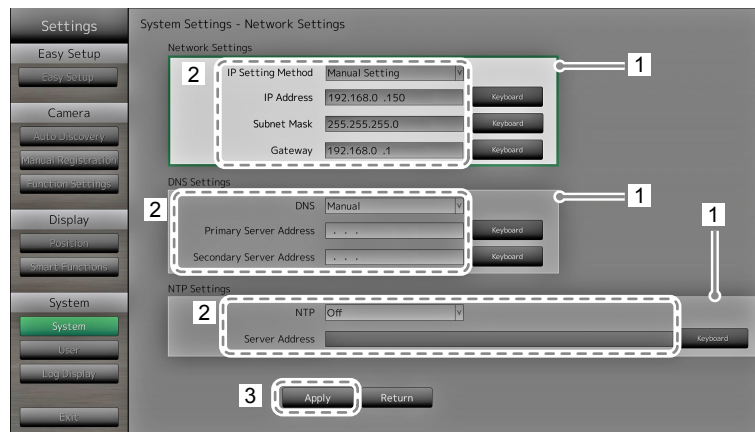 Settings
Easy Setup
Easy Setup
Camera
Auto Discovery
Manual Registration
Function Settings
Display
Position
Smart Functions
System
System
User
Log Display
Exit
System Settings - Network Settings
Network Settings
1
2
IP Setting Method Manual Setting V
IP Address 192.168.0 .150 Keyboard
Subnet Mask 255.255.255.0 Keyboard
Gateway 192.168.0 .1 Keyboard
DNS Settings
1
2
DNS Manual V
Primary Server Address . . . Keyboard
Secondary Server Address . . . Keyboard
1
NTP Settings
2
NTP Off V
Server Address Keyboard
3
Apply Return